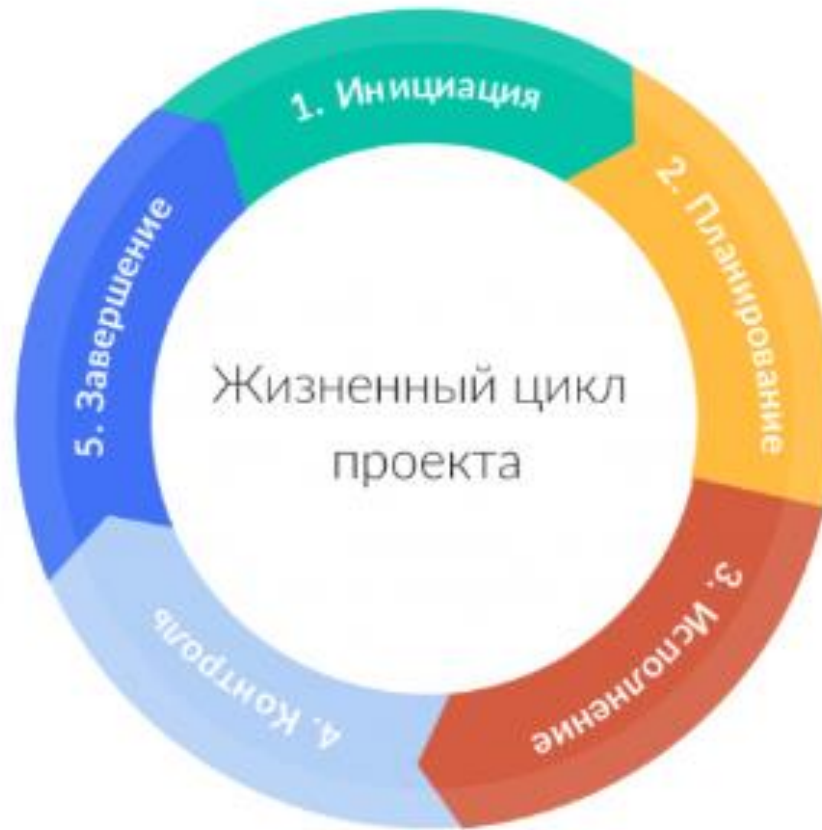 1. Инициация
2. Планирование
3. Исполнение
4. Контроль
5. Завершение
Жизненный цикл
проекта